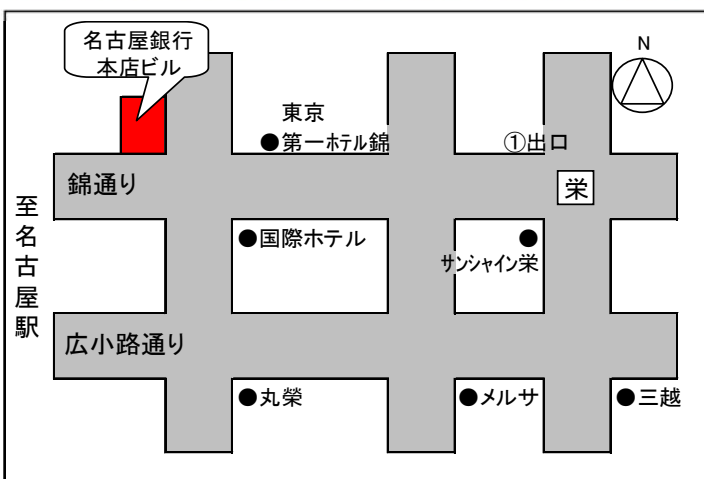 名古屋銀行
本店ビル
N
東京
●第一ホテル錦
①出口
錦通り
栄
至名古屋駅
●国際ホテル
●
サンシャイン栄
広小路通り
●丸榮
●メルサ
●三越